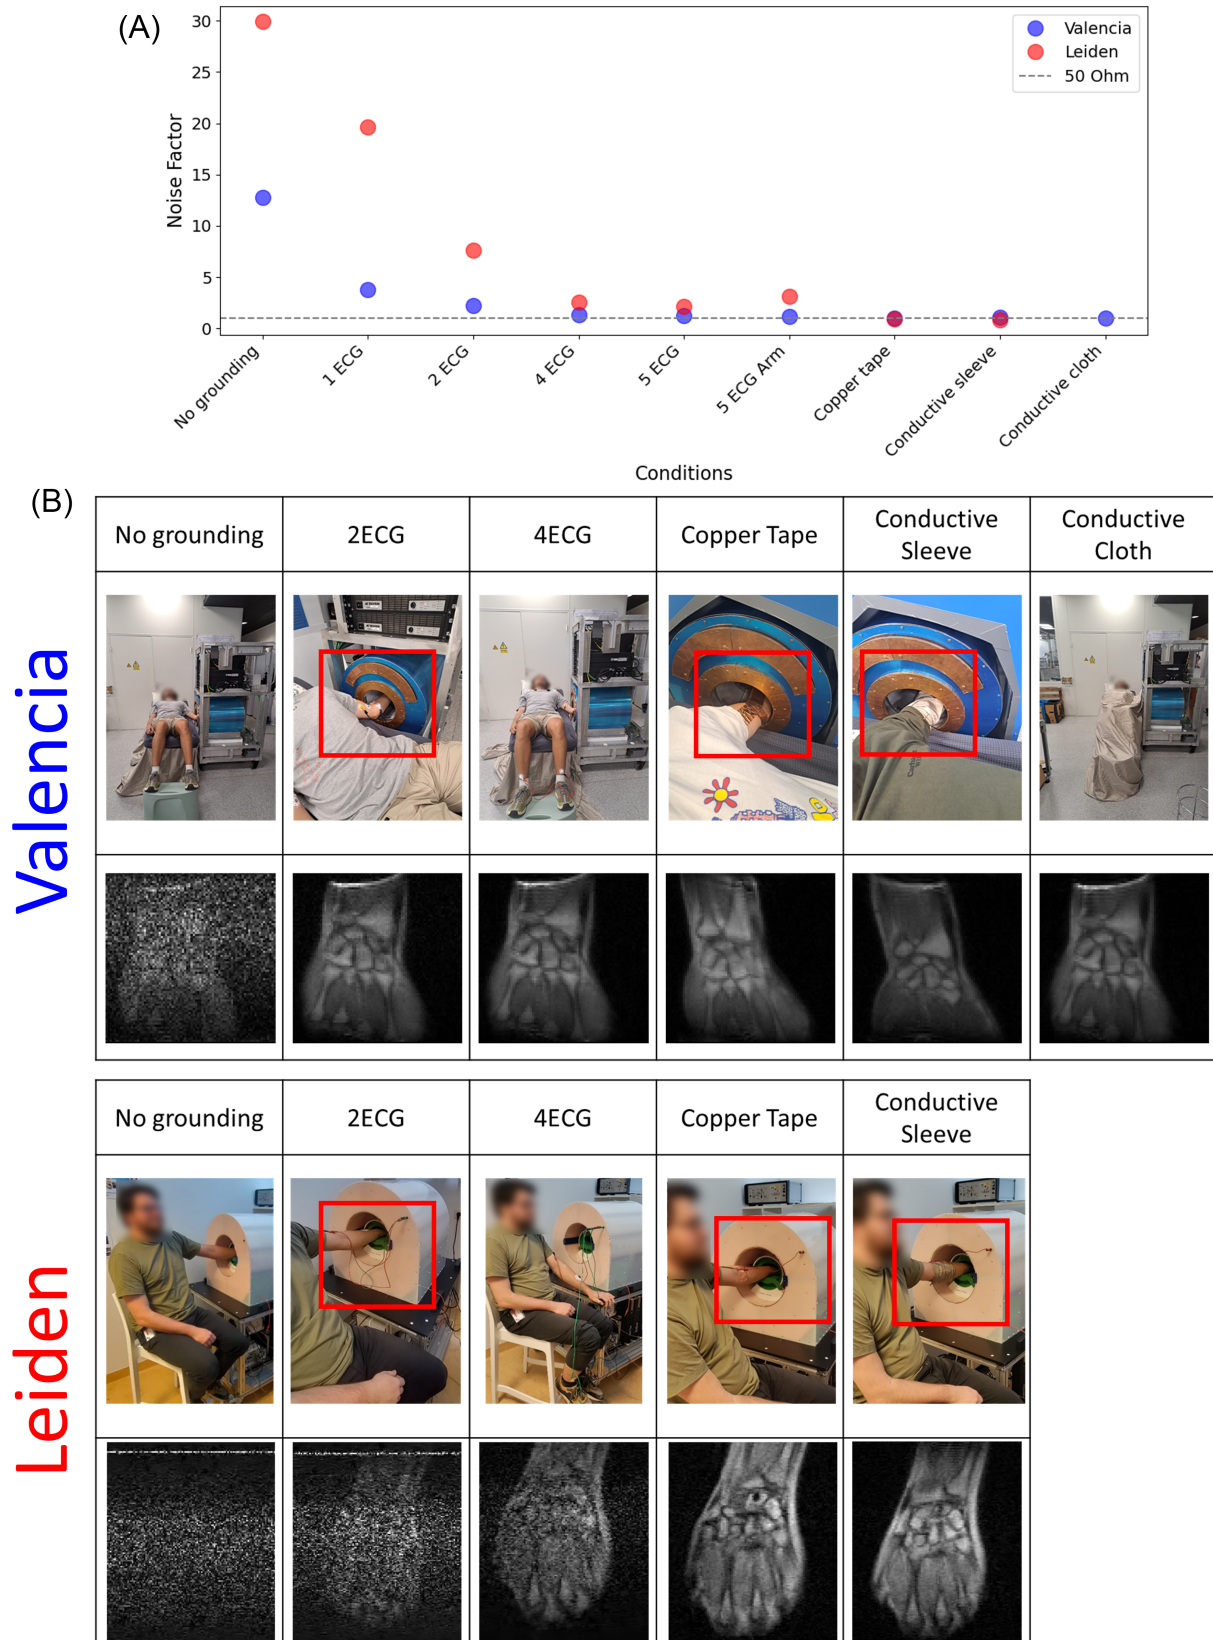 (A)
30
25
20
15
10
5
0
Noise Factor
Valencia
Leiden
50 Ohm
No grounding
1 ECG
2 ECG
4 ECG
5 ECG
5 ECG Arm
Copper tape
Conductive sleeve
Conductive cloth
Conditions
(B)
No grounding
2ECG
4ECG
Copper Tape
Conductive
Sleeve
Conductive
Cloth
Valencia
No grounding
2ECG
4ECG
Copper Tape
Conductive
Sleeve
Leiden